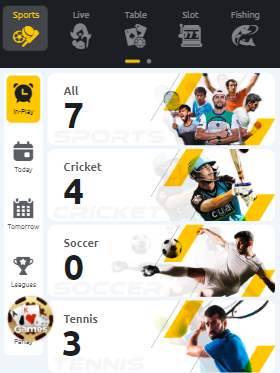 Sports Live Table Slot Fishing
In-Play
Today
Tomorrow
Leagues
Games
Parlay
All
7
SPORTS
Cricket
4
CRICKET
Soccer
0
SOCCER
Tennis
3
TENNIS